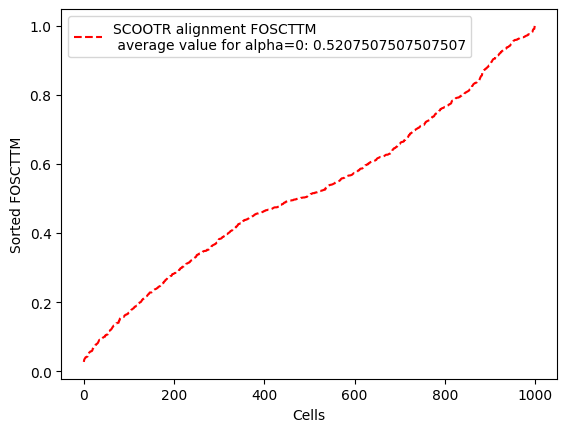 SCOOTR alignment FOSCTTM
average value for alpha=0: 0.5207507507507507
1.0
0.8
0.6
0.4
0.2
0.0
Sorted FOSCTTM
0 200 400 600 800 1000
Cells